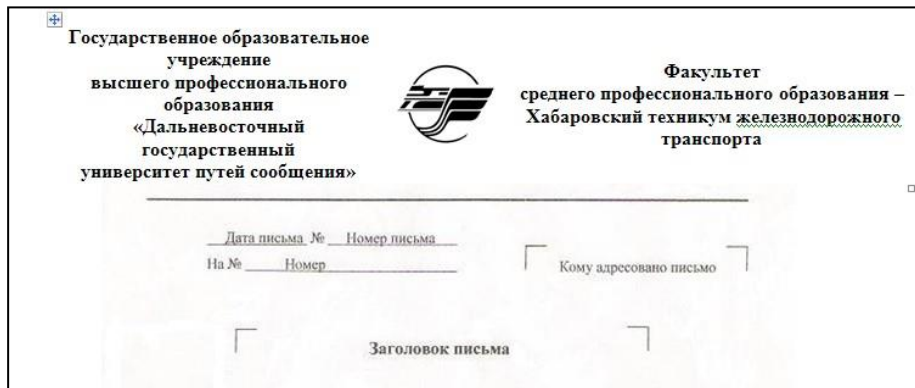 Государственное образовательное
учреждение
высшего профессионального
образования
«Дальневосточный
государственный
университет путей сообщения»
Факультет
среднего профессионального образования –
Хабаровский техникум железнодорожного
транспорта
Дата письма № Номер письма
На № Номер
Кому адресовано письмо
Заголовок письма